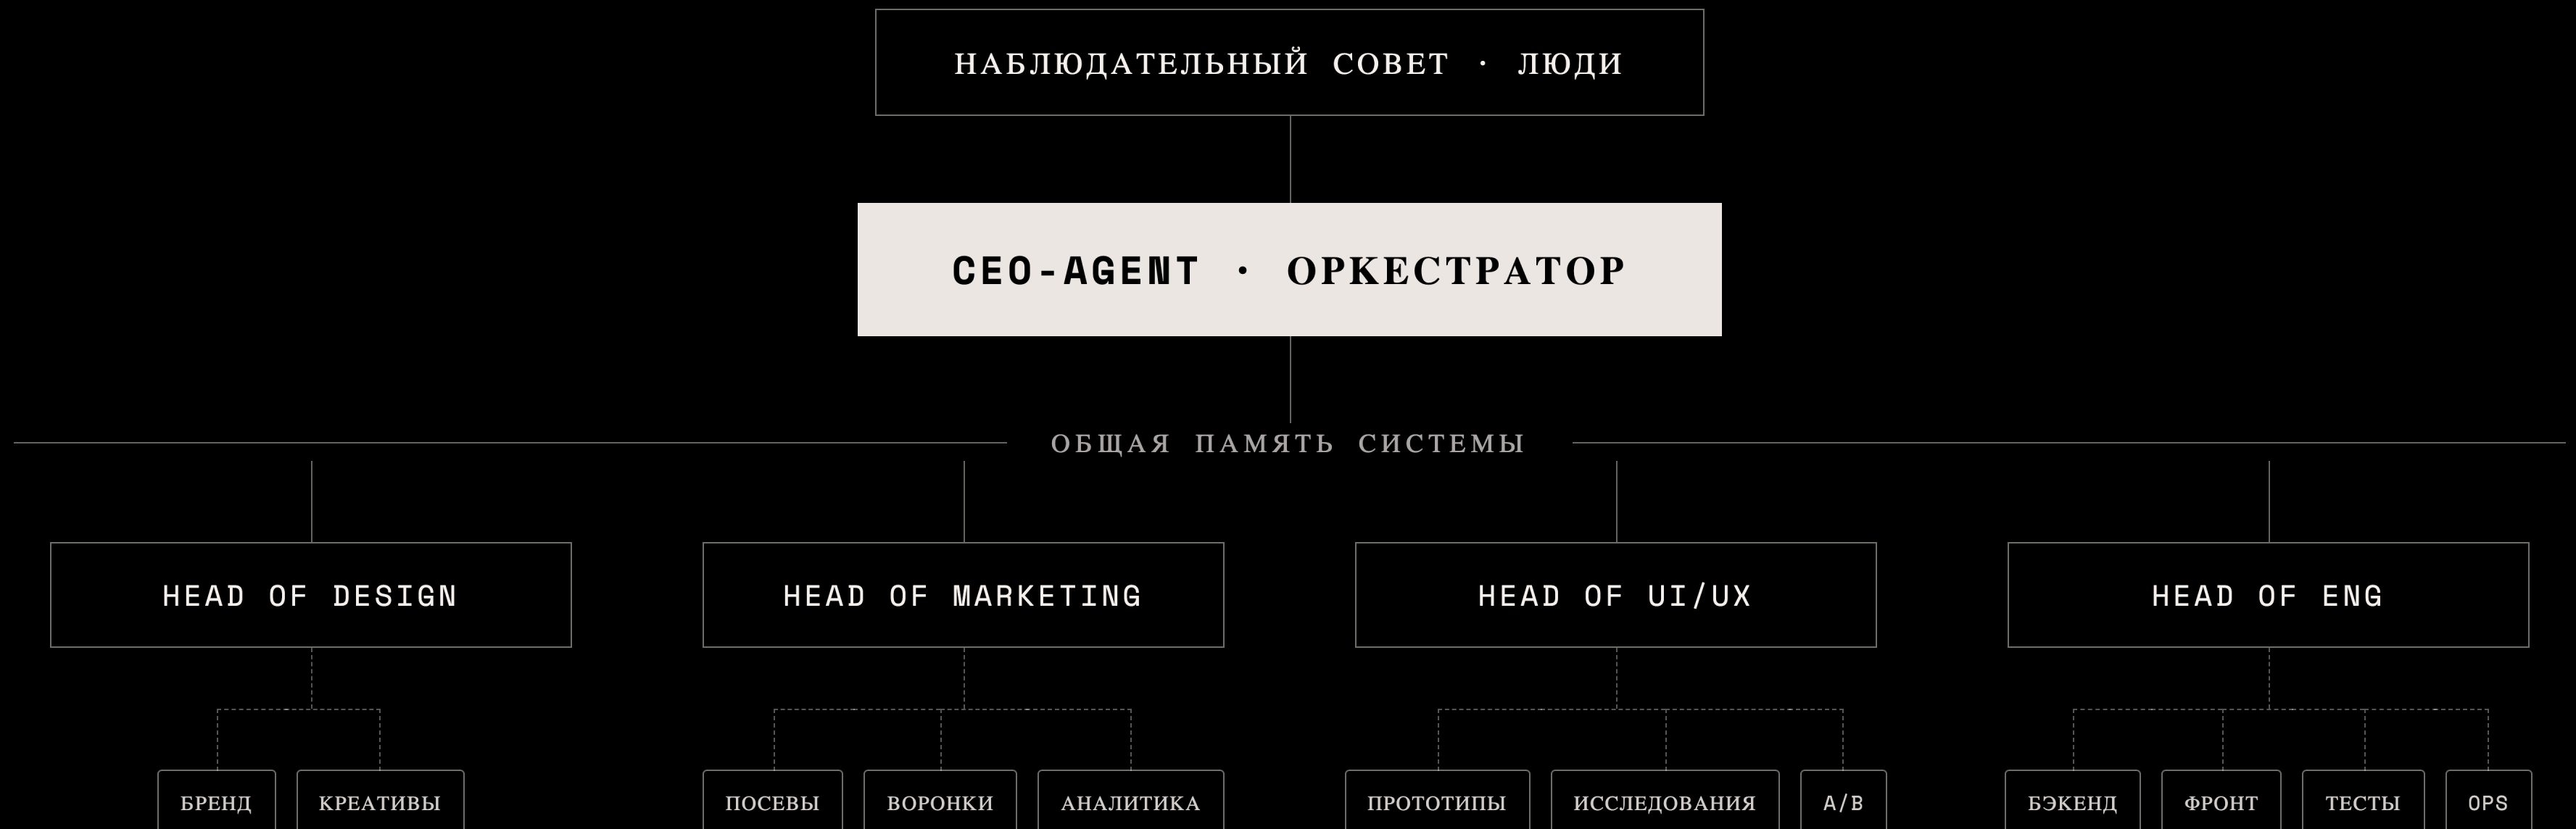 НАБЛЮДАТЕЛЬНЫЙ СОВЕТ · ЛЮДИ
CEO-AGENT · ОРКЕСТРАТОР
ОБЩАЯ ПАМЯТЬ СИСТЕМЫ
HEAD OF DESIGN
HEAD OF MARKETING
HEAD OF UI/UX
HEAD OF ENG
БРЕНД
КРЕАТИВЫ
ПОСЕВЫ
ВОРОНКИ
АНАЛИТИКА
ПРОТОТИПЫ
ИССЛЕДОВАНИЯ
A/B
БЭКЕНД
ФРОНТ
ТЕСТЫ
OPS